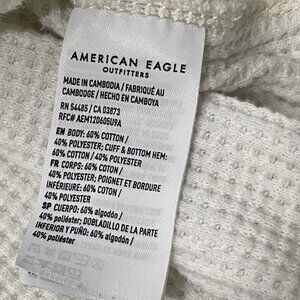 AMERICAN EAGLE
OUTFITTERS
MADE IN CAMBODIA / FABRIQUÉ AU
CAMBODGE / HECHO EN CAMBOYA
RN 54485 / CA 03873
RFC# AEM120605U9A
EN: BODY: 60% COTTON /
40% POLYESTER; CUFF & BOTTOM HEM:
60% COTTON / 40% POLYESTER
FR: CORPS: 60% COTON /
40% POLYESTER; POIGNET ET BORDURE
INFÉRIEURE: 60% COTON /
40% POLYESTER
SP CUERPO: 60% algodón /
40% poliéster; DOBLADILLO DE LA PARTE
INFERIOR Y PUÑO: 60% algodón /
40% poliéster